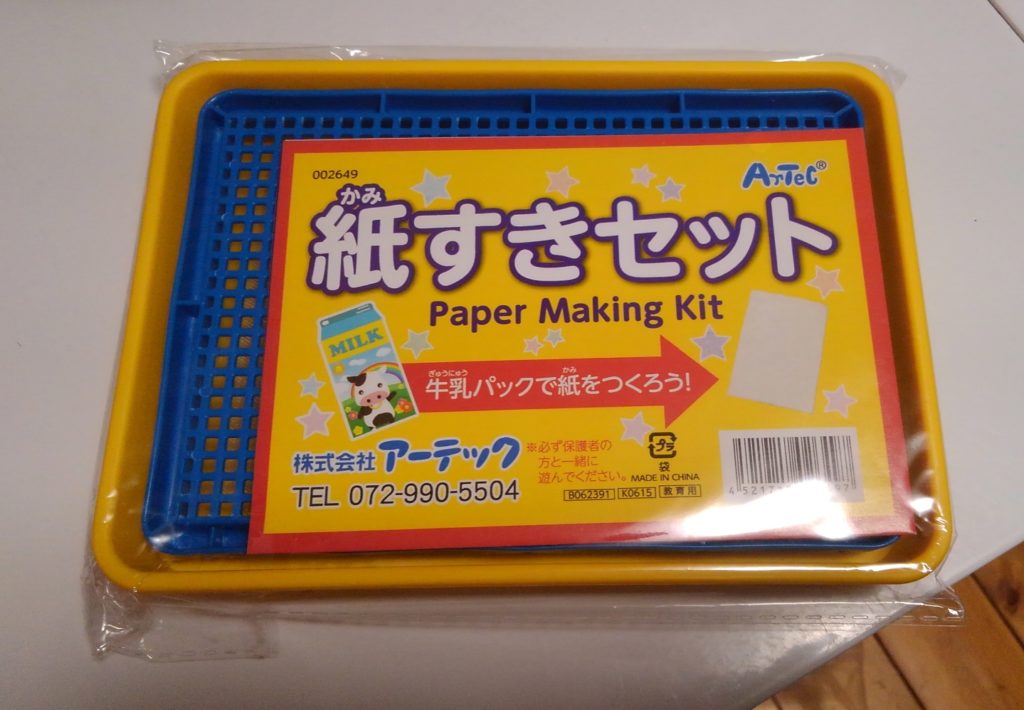 002649
ArTeC®
かみ
紙すきセット
Paper Making Kit
MILK
ぎゅうにゅう かみ
牛乳パックで紙をつくろう!
株式会社 アーテック
TEL 072-990-5504
※必ず保護者の
方と一緒に
遊んでください。
プラ
袋
MADE IN CHINA
B062391 K0615 教育用